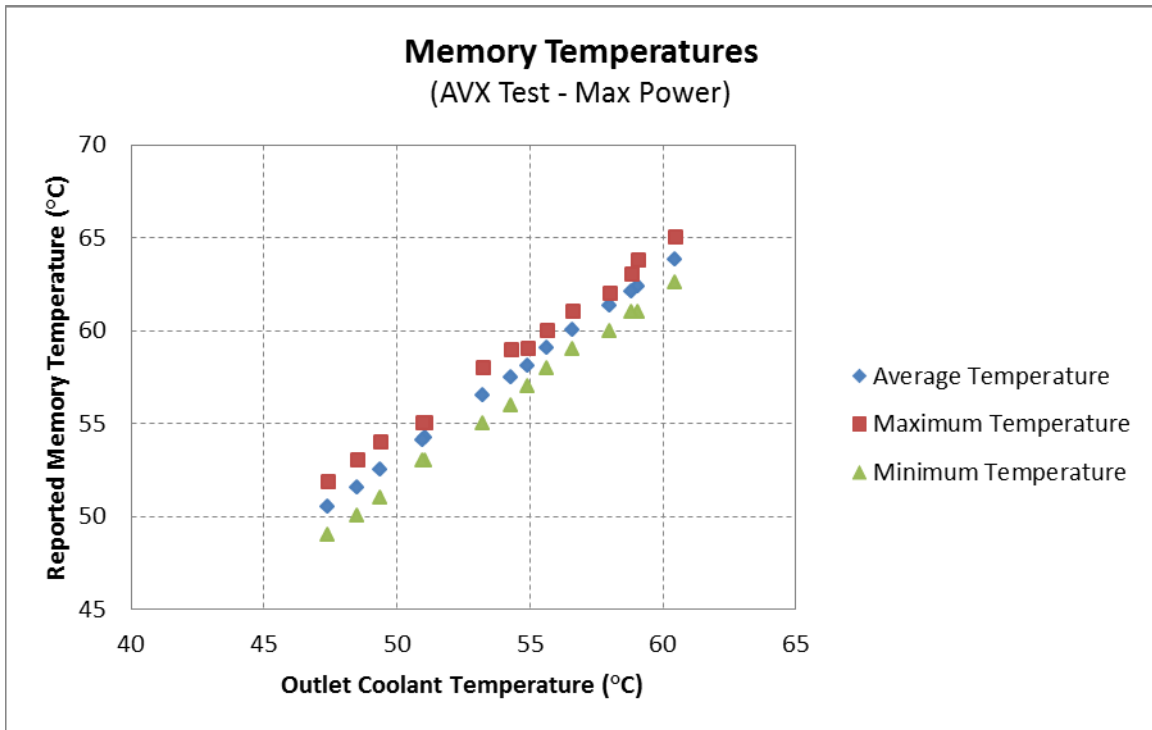 Memory Temperatures
(AVX Test - Max Power)
Reported Memory Temperature (°C)
70
65
60
55
50
45
40
45
50
55
60
65
Outlet Coolant Temperature (°C)
Average Temperature
Maximum Temperature
Minimum Temperature